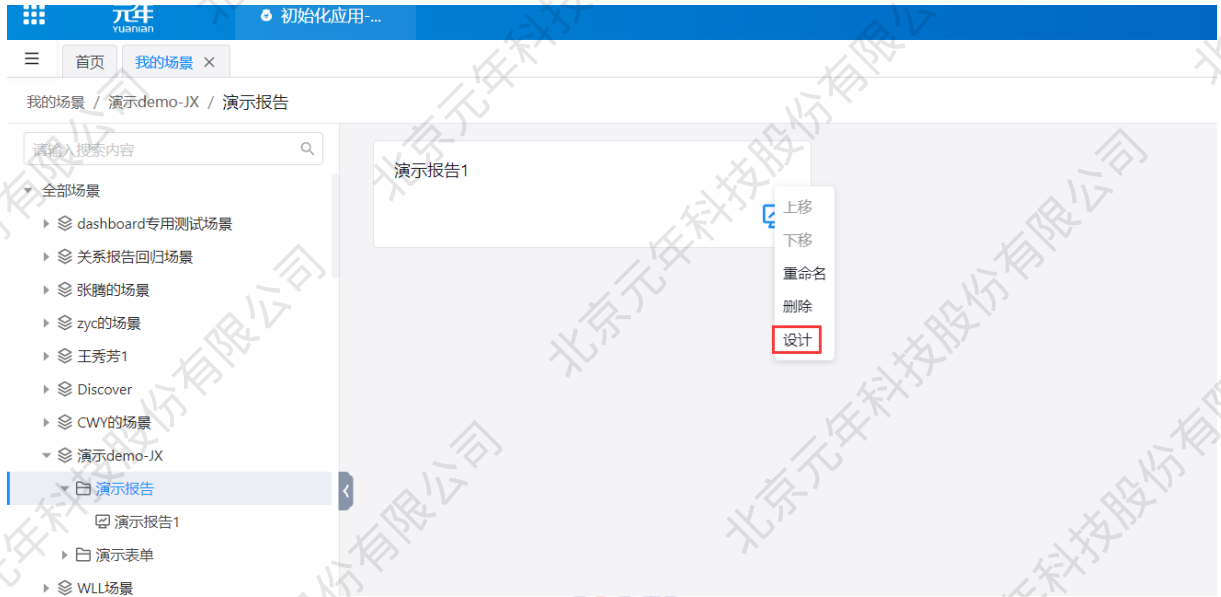 元年
yuanian
初始化应用-...
首页
我的场景
我的场景 / 演示demo-JX / 演示报告
请输入搜索内容
全部场景
dashboard专用测试场景
关系报告回归场景
张腾的场景
zyc的场景
王秀芳1
Discover
CWY的场景
演示demo-JX
演示报告
演示报告1
演示表单
WLL场景
演示报告1
上移
下移
重命名
删除
设计
北京元年科技股份有限公司